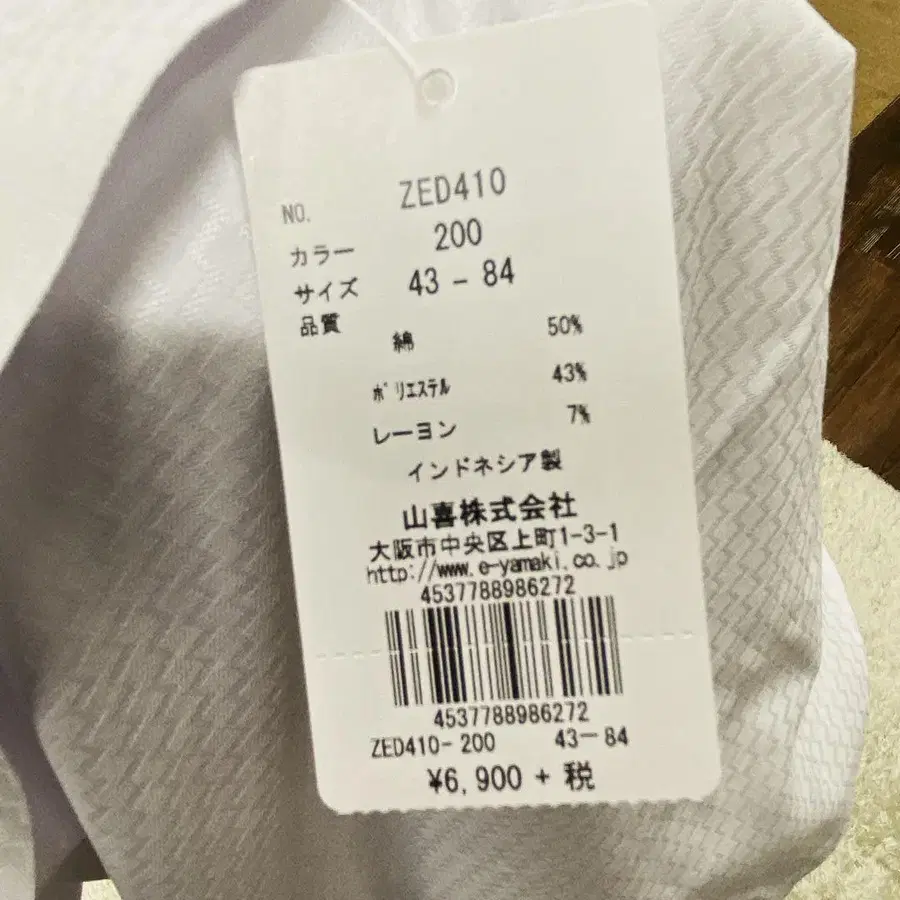 NO. ZED410
カラー 200
サイズ 43 - 84
品質
綿 50%
ポリエステル 43%
レーヨン 7%
インドネシア製
山喜株式会社
大阪市中央区上町1-3-1
http://www.e-yamaki.co.jp
4537788986272
4537788986272
ZED410-200 43-84
¥6,900 + 税